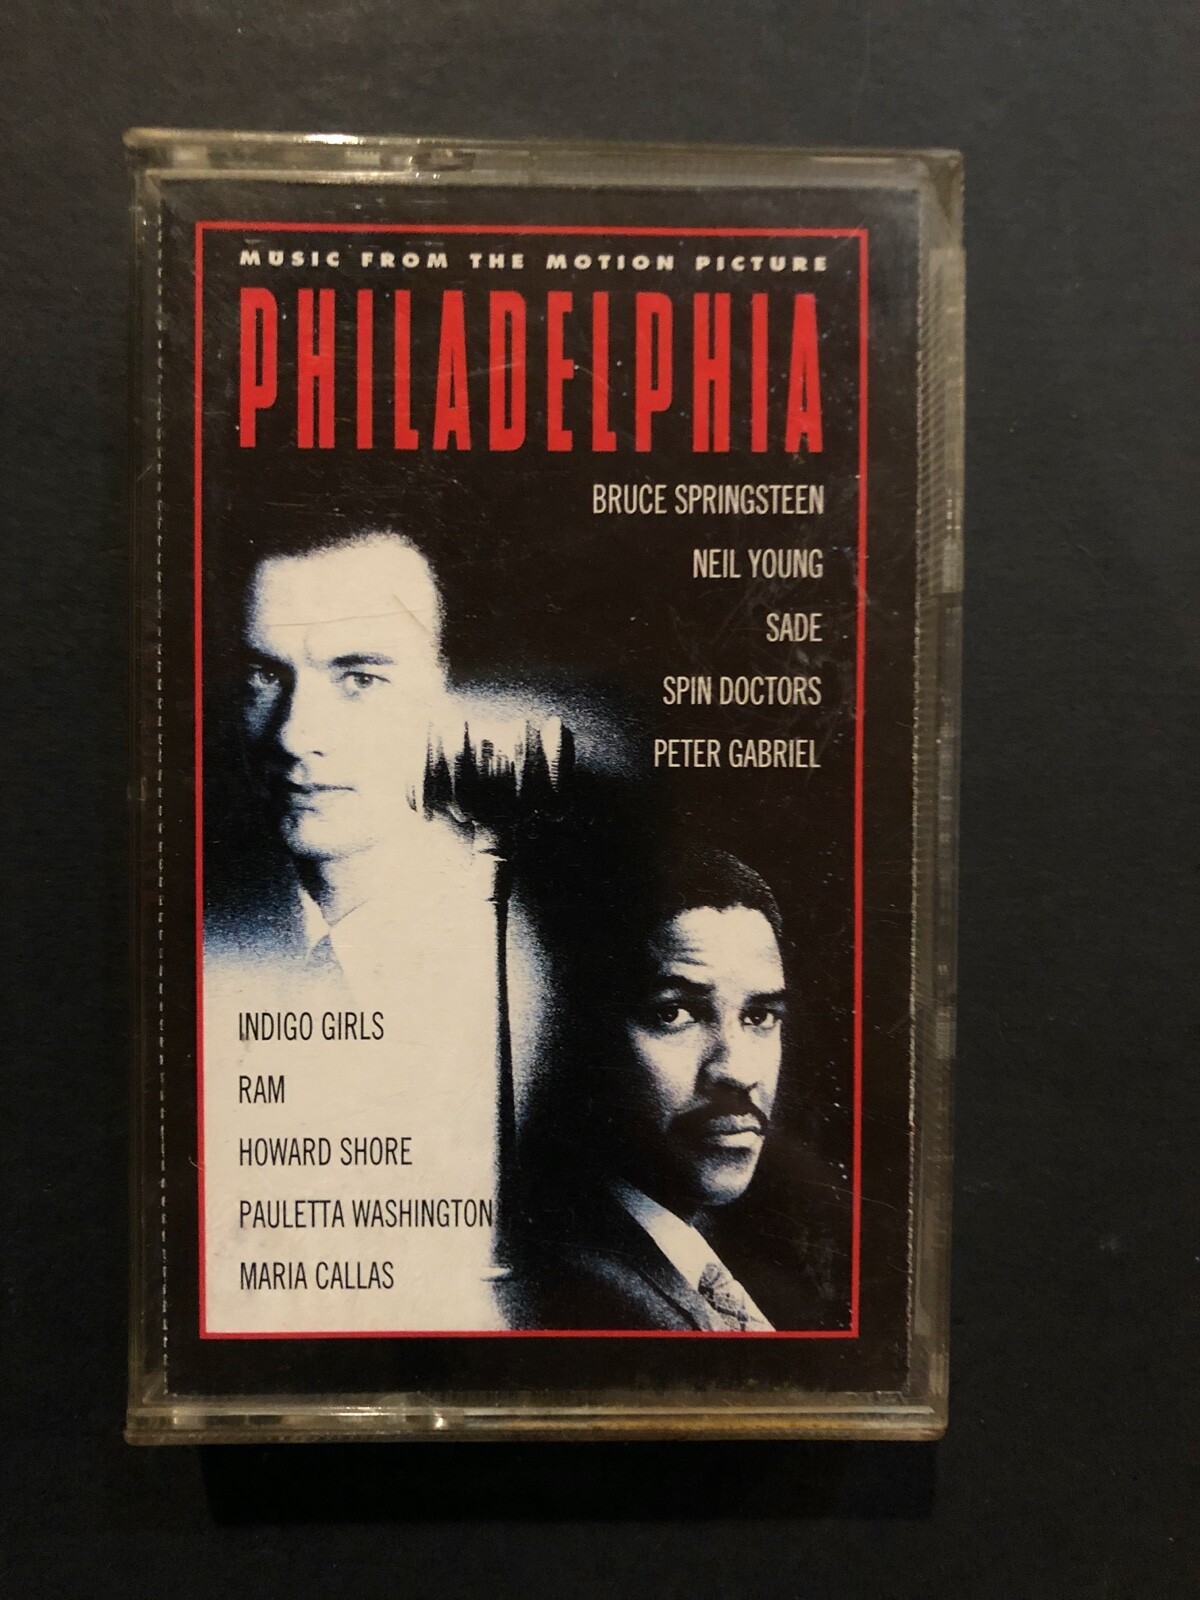 MUSIC FROM THE MOTION PICTURE
PHILADELPHIA
BRUCE SPRINGSTEEN
NEIL YOUNG
SADE
SPIN DOCTORS
PETER GABRIEL
INDIGO GIRLS
RAM
HOWARD SHORE
PAULETTA WASHINGTON
MARIA CALLAS